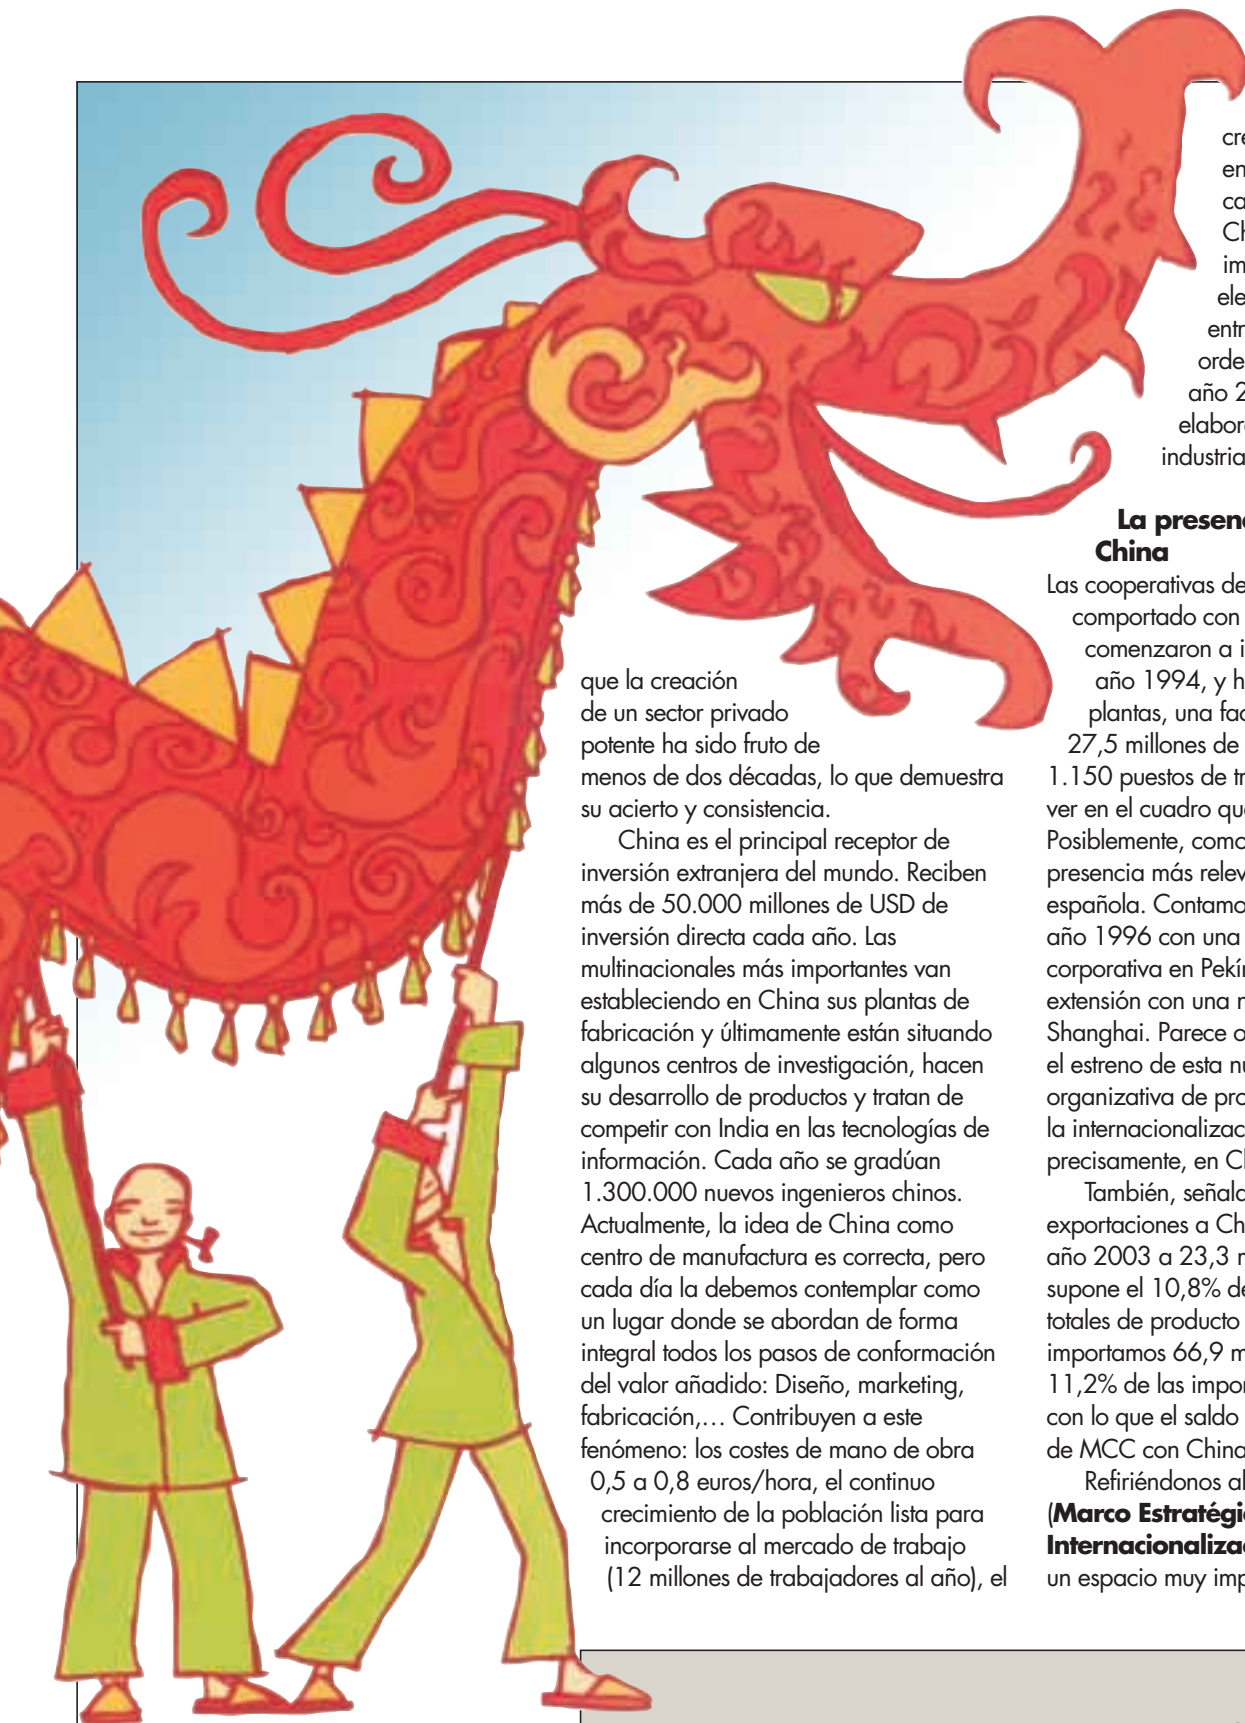 que la creación
de un sector privado
potente ha sido fruto de
menos de dos décadas, lo que demuestra
su acierto y consistencia.
China es el principal receptor de
inversión extranjera del mundo. Reciben
más de 50.000 millones de USD de
inversión directa cada año. Las
multinacionales más importantes van
estableciendo en China sus plantas de
fabricación y últimamente están situando
algunos centros de investigación, hacen
su desarrollo de productos y tratan de
competir con India en las tecnologías de
información. Cada año se gradúan
1.300.000 nuevos ingenieros chinos.
Actualmente, la idea de China como
centro de manufactura es correcta, pero
cada día la debemos contemplar como
un lugar donde se abordan de forma
integral todos los pasos de conformación
del valor añadido: Diseño, marketing,
fabricación,… Contribuyen a este
fenómeno: los costes de mano de obra
0,5 a 0,8 euros/hora, el continuo
crecimiento de la población lista para
incorporarse al mercado de trabajo
(12 millones de trabajadores al año), el
cre
en
ca
Ch
im
ele
entr
orde
año 2
elabor
industria
La presen
China
Las cooperativas de
comportado con
comenzaron a i
año 1994, y h
plantas, una fac
27,5 millones de
1.150 puestos de tr
ver en el cuadro que
Posiblemente, como
presencia más relev
española. Contamo
año 1996 con una
corporativa en Pekín
extensión con una n
Shanghai. Parece o
el estreno de esta nu
organizativa de pro
la internacionalizac
precisamente, en Ch
También, señala
exportaciones a Ch
año 2003 a 23,3 m
supone el 10,8% de
totales de producto
importamos 66,9 m
11,2% de las impor
con lo que el saldo
de MCC con China
Refiriéndonos al
(Marco Estratégi
Internacionaliza
un espacio muy imp